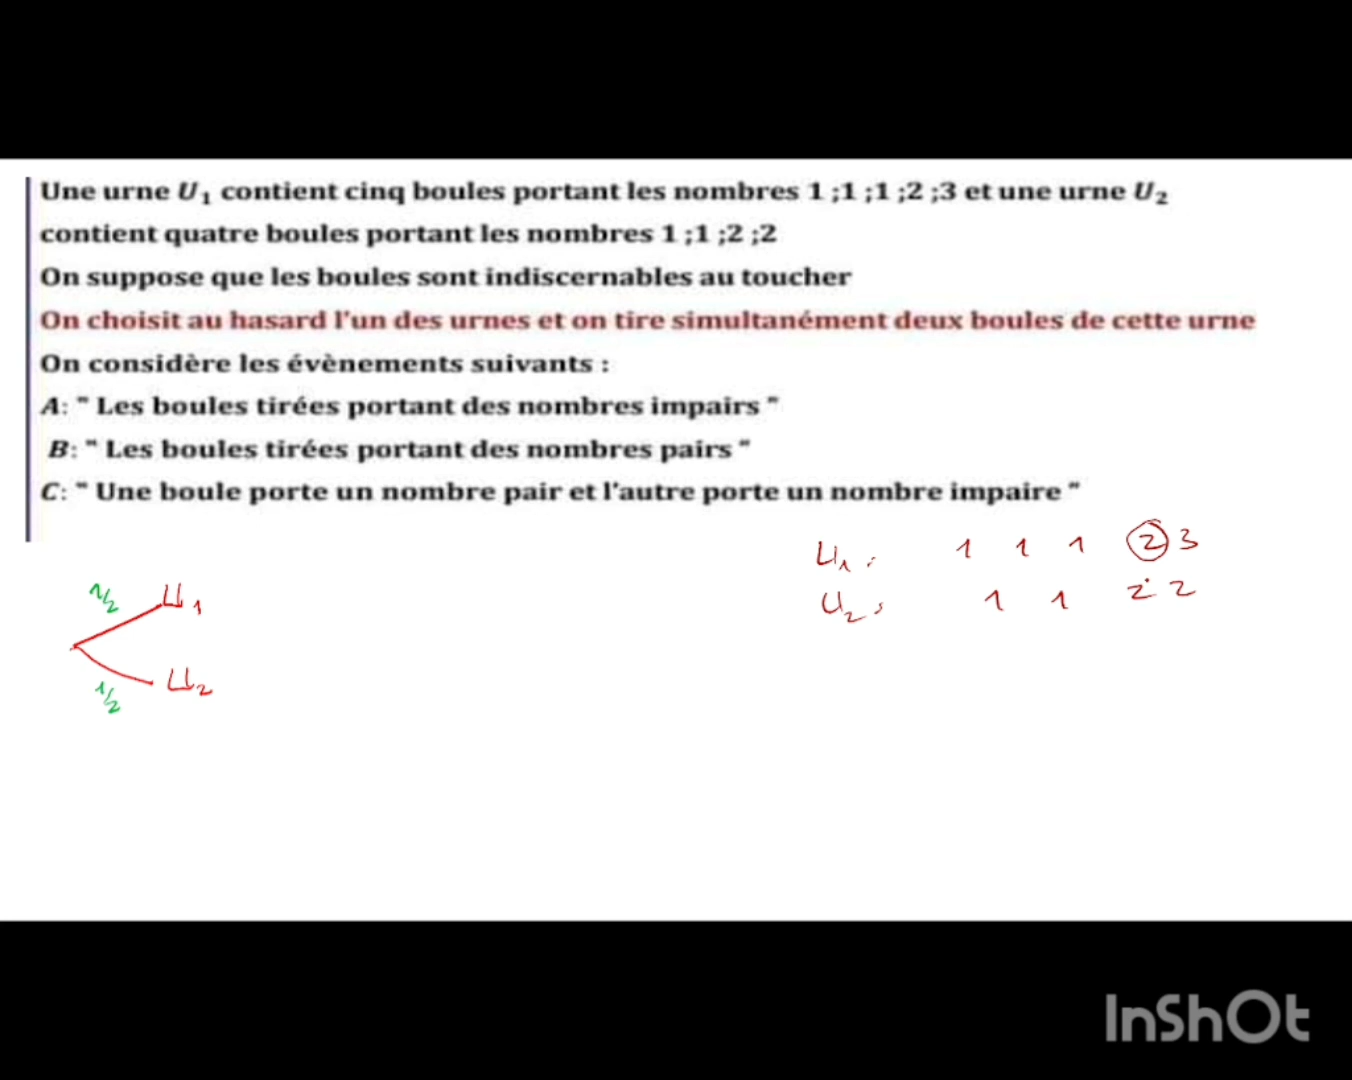 Une urne U₁ contient cinq boules portant les nombres 1 ;1 ;1 ;2 ;3 et une urne U₂
contient quatre boules portant les nombres 1 ;1 ;2 ;2
On suppose que les boules sont indiscernables au toucher
On choisit au hasard l'un des urnes et on tire simultanément deux boules de cette urne
On considère les évènements suivants :
A: " Les boules tirées portant des nombres impairs "
B: " Les boules tirées portant des nombres pairs "
C: " Une boule porte un nombre pair et l'autre porte un nombre impaire "
U₁ : 1 1 1 2 3
U₂ : 1 1 2 2
1/2 U₁
1/2 U₂
InShOt